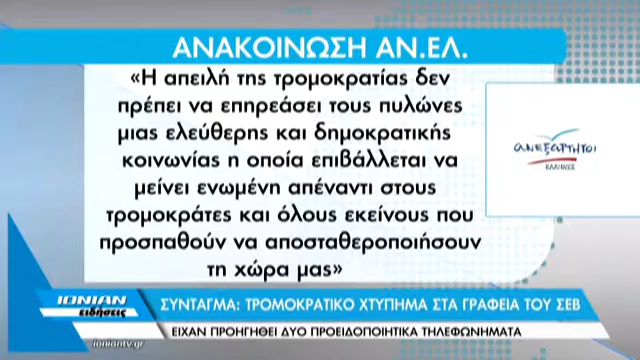 ΑΝΑΚΟΙΝΩΣΗ ΑΝ.ΕΛ.
«Η απειλή της τρομοκρατίας δεν
πρέπει να επηρεάσει τους πυλώνες
μιας ελεύθερης και δημοκρατικής
κοινωνίας η οποία επιβάλλεται να
μείνει ενωμένη απέναντι στους
τρομοκράτες και όλους εκείνους που
προσπαθούν να αποσταθεροποιήσουν
τη χώρα μας»
ΑΝΕΞΑΡΤΗΤΟΙ
ΕΛΛΗΝΕΣ
IONIAN
ειδήσεις
ioniantv.gr
ΣΥΝΤΑΓΜΑ: ΤΡΟΜΟΚΡΑΤΙΚΟ ΧΤΥΠΗΜΑ ΣΤΑ ΓΡΑΦΕΙΑ ΤΟΥ ΣΕΒ
ΕΙΧΑΝ ΠΡΟΗΓΗΘΕΙ ΔΥΟ ΠΡΟΕΙΔΟΠΟΙΗΤΙΚΑ ΤΗΛΕΦΩΝΗΜΑΤΑ